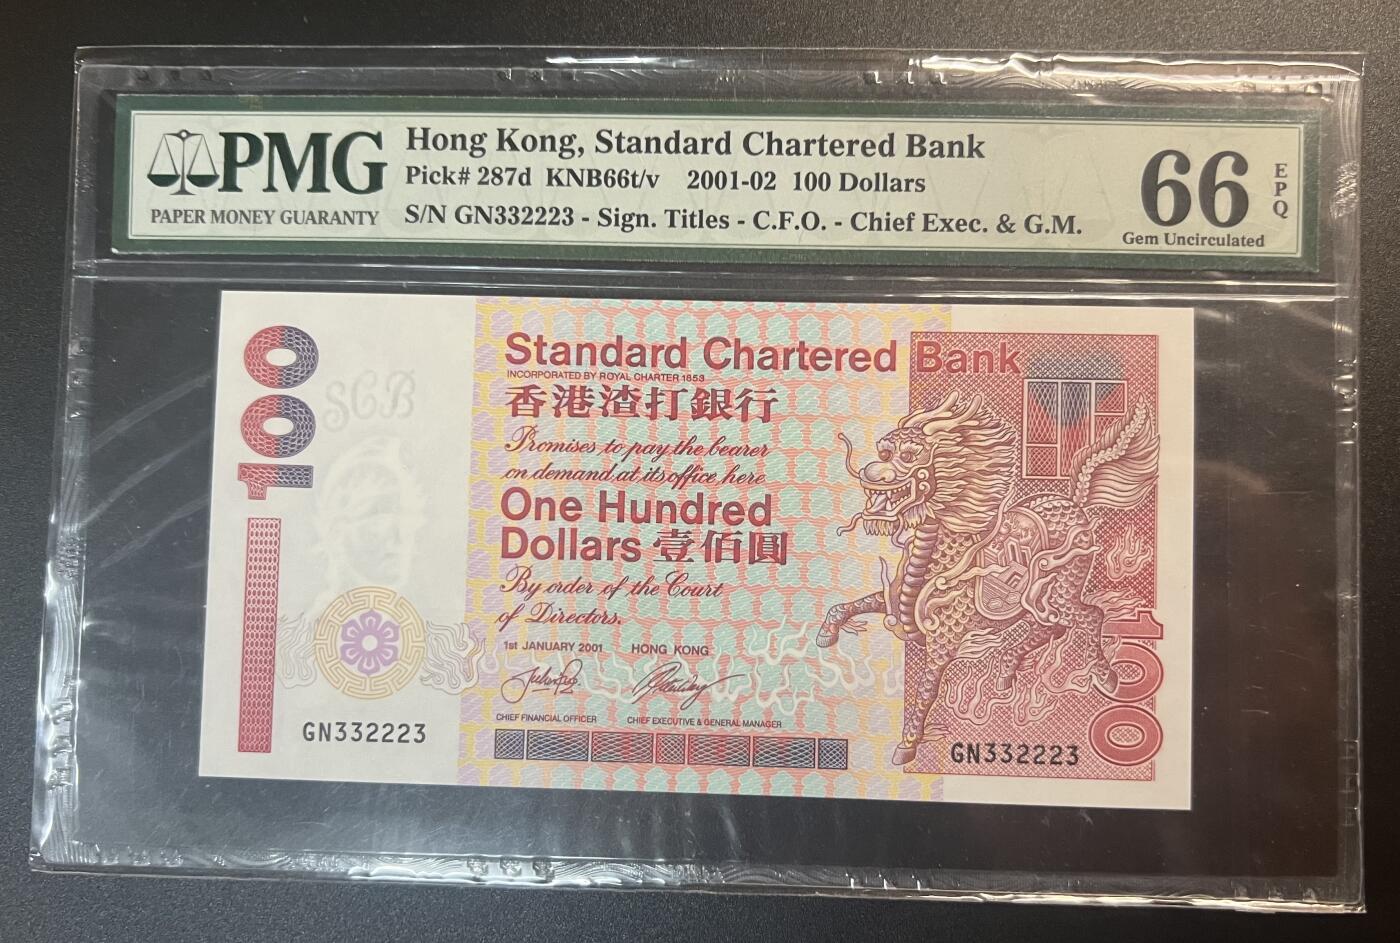 PMG
PAPER MONEY GUARANTY
Hong Kong, Standard Chartered Bank
Pick# 287d KNB66t/v 2001-02 100 Dollars
S/N GN332223 - Sign. Titles - C.F.O. - Chief Exec. & G.M.
66
EPQ
Gem Uncirculated
100
SCB
Standard Chartered Bank
INCORPORATED BY ROYAL CHARTER 1853
香港渣打銀行
Promises to pay the bearer
on demand at its office here
One Hundred
Dollars 壹佰圓
By order of the Court
of Directors.
1st JANUARY 2001 HONG KONG
CHIEF FINANCIAL OFFICER CHIEF EXECUTIVE & GENERAL MANAGER
GN332223
GN332223
100